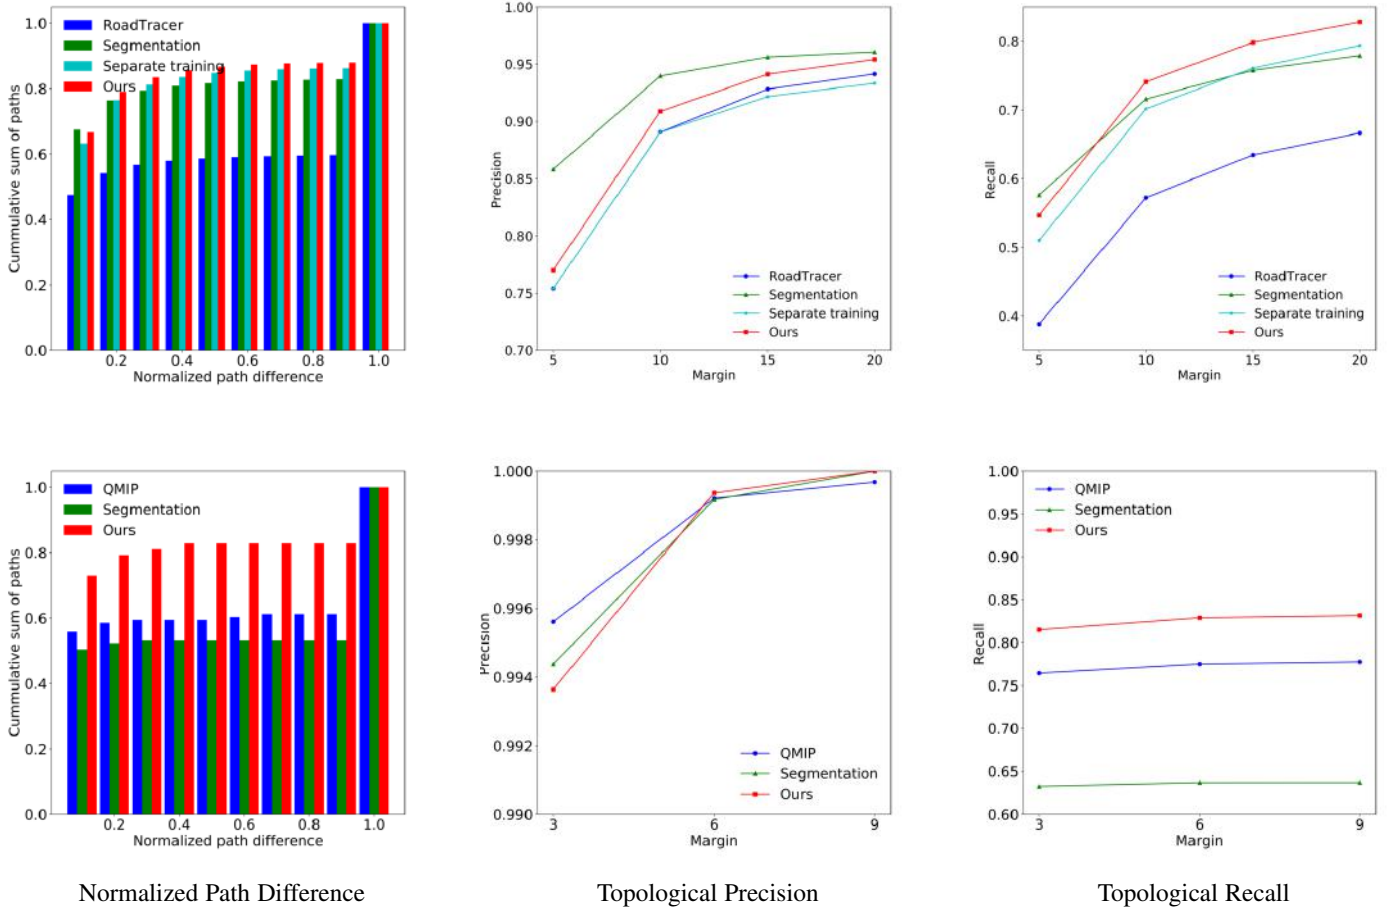 1.0
0.8
0.6
0.4
0.2
0.0
Cummulative sum of paths
RoadTracer
Segmentation
Separate training
Ours
0.2 0.4 0.6 0.8 1.0
Normalized path difference
1.00
0.95
0.90
0.85
0.80
0.75
0.70
Precision
RoadTracer
Segmentation
Separate training
Ours
5 10 15 20
Margin
0.8
0.7
0.6
0.5
0.4
Recall
RoadTracer
Segmentation
Separate training
Ours
5 10 15 20
Margin
1.0
0.8
0.6
0.4
0.2
0.0
Cummulative sum of paths
QMIP
Segmentation
Ours
0.2 0.4 0.6 0.8 1.0
Normalized path difference
1.000
0.998
0.996
0.994
0.992
0.990
Precision
QMIP
Segmentation
Ours
3 6 9
Margin
1.00
0.95
0.90
0.85
0.80
0.75
0.70
0.65
0.60
Recall
QMIP
Segmentation
Ours
3 6 9
Margin
Normalized Path Difference
Topological Precision
Topological Recall